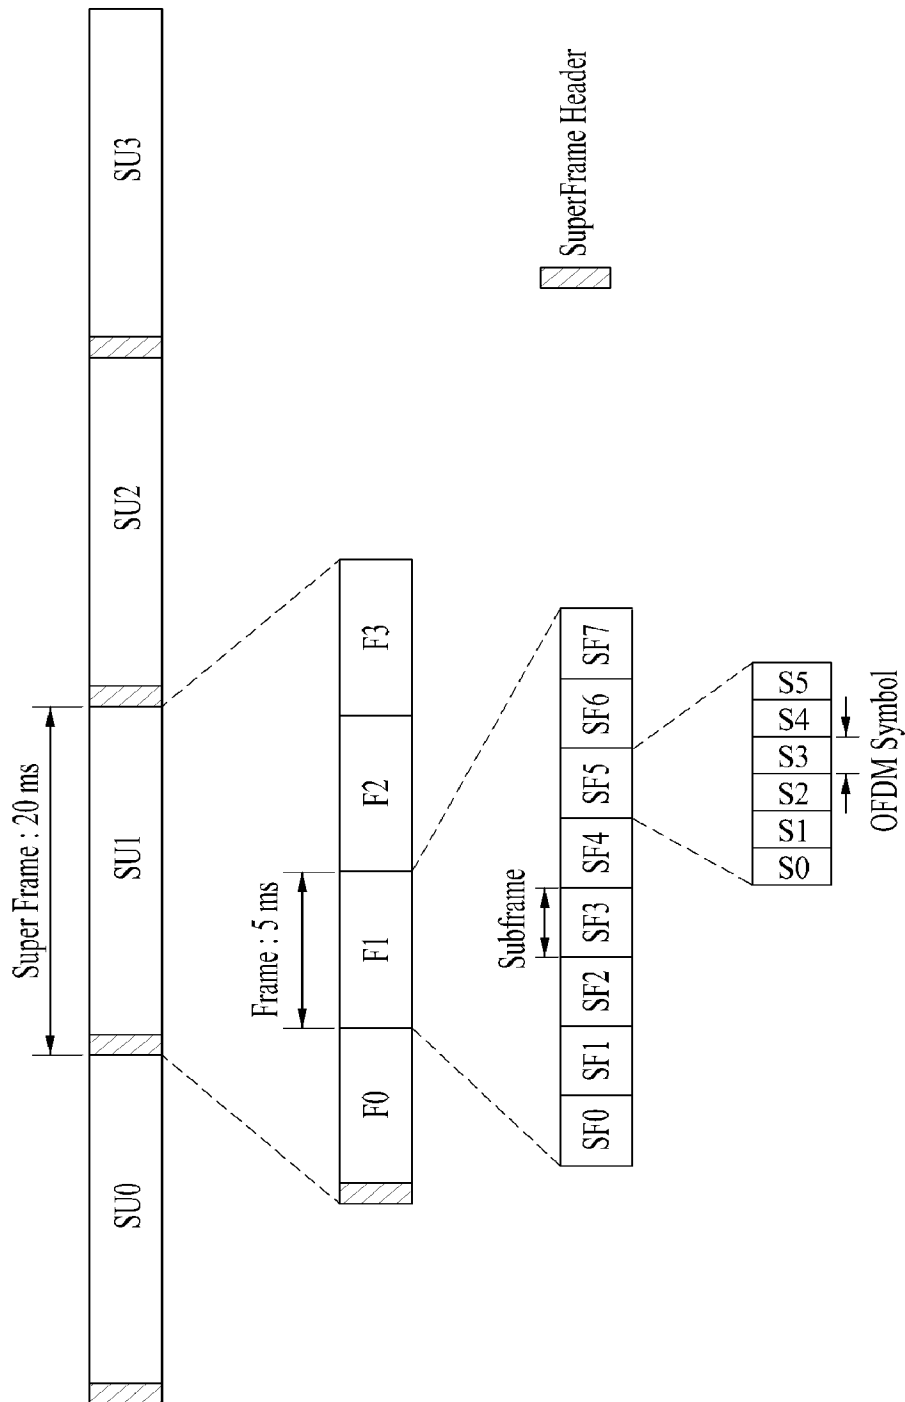 Super Frame : 20 ms
SU0 SU1 SU2 SU3
Frame : 5 ms
F0 F1 F2 F3
Subframe
SF0 SF1 SF2 SF3 SF4 SF5 SF6 SF7
SuperFrame Header
S0 S1 S2 S3 S4 S5
OFDM Symbol